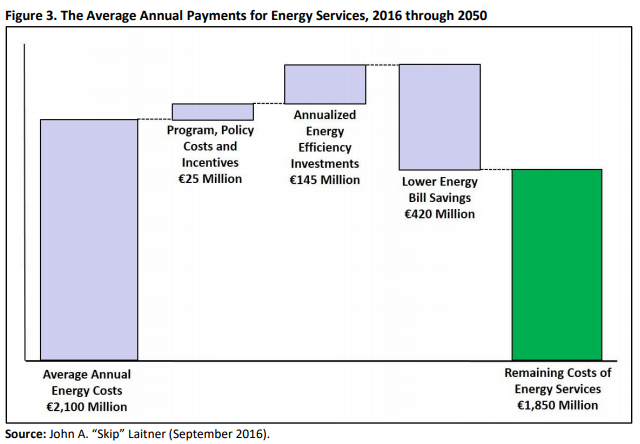 Figure 3. The Average Annual Payments for Energy Services, 2016 through 2050
Program, Policy
Costs and
Incentives
€25 Million
Annualized
Energy
Efficiency
Investments
€145 Million
Lower Energy
Bill Savings
€420 Million
Average Annual
Energy Costs
€2,100 Million
Remaining Costs of
Energy Services
€1,850 Million
Source: John A. “Skip” Laitner (September 2016).